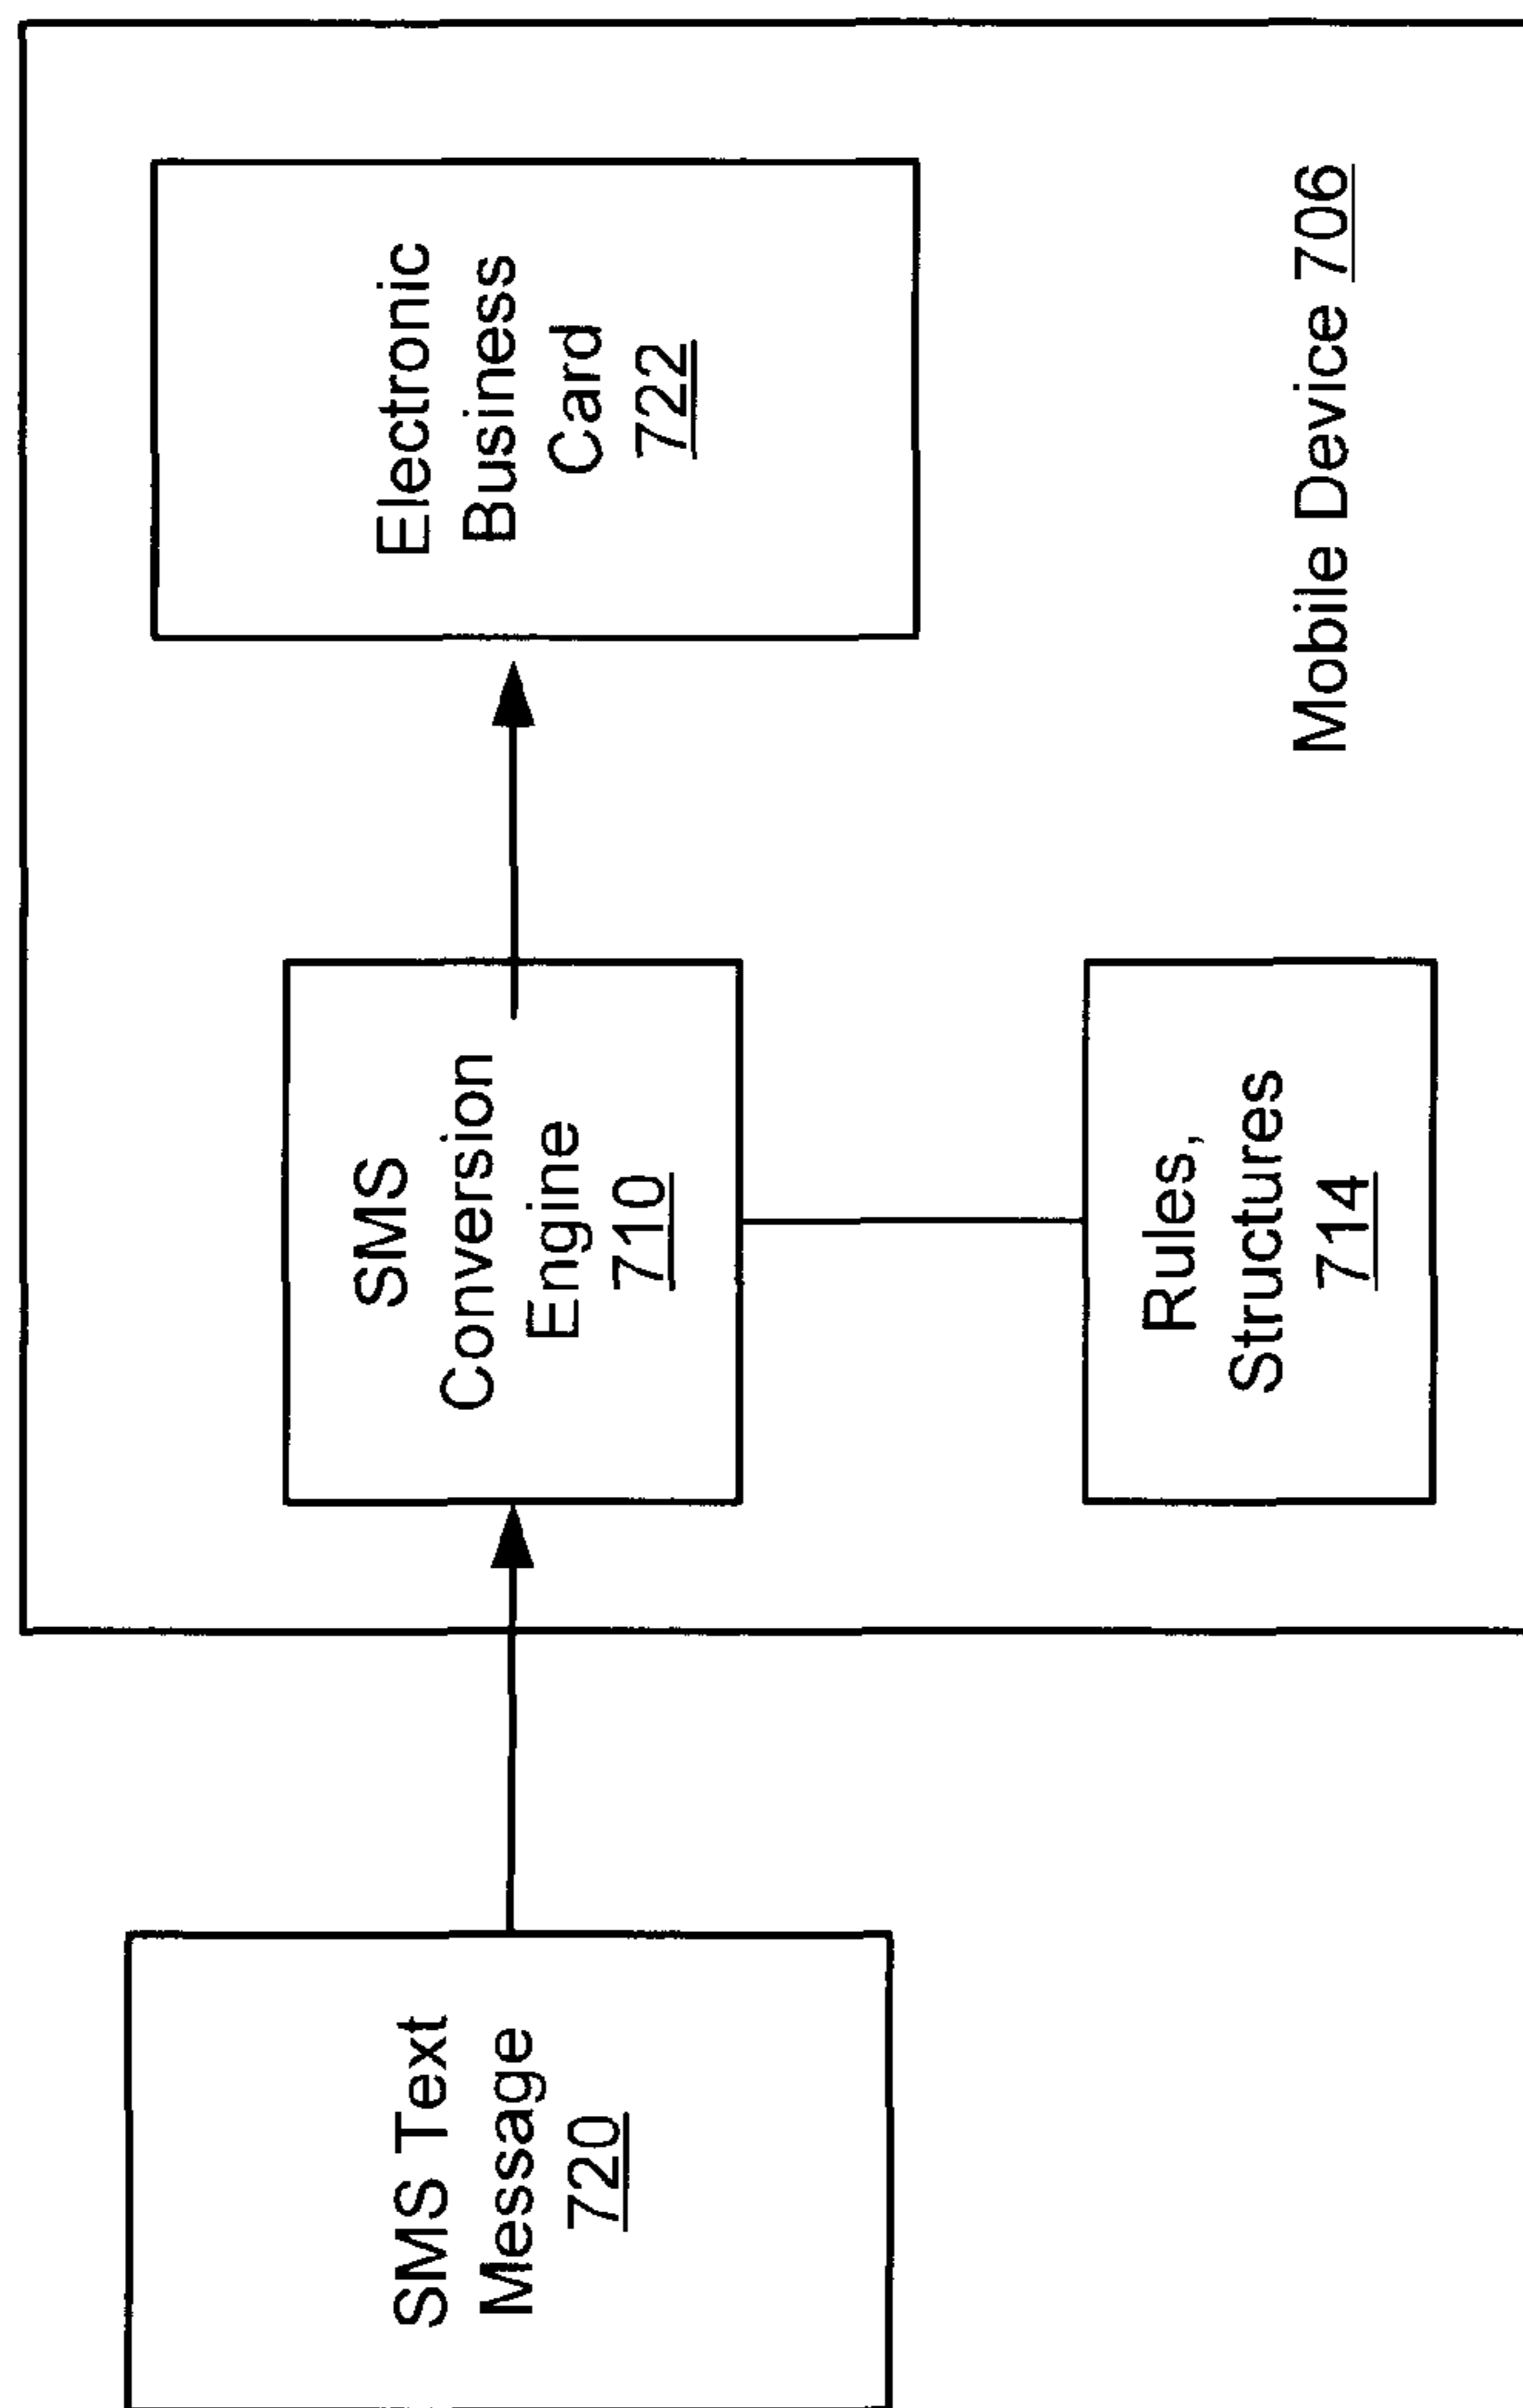 SMS Text
Message
720
SMS
Conversion
Engine
710
Electronic
Business
Card
722
Rules,
Structures
714
Mobile Device 706